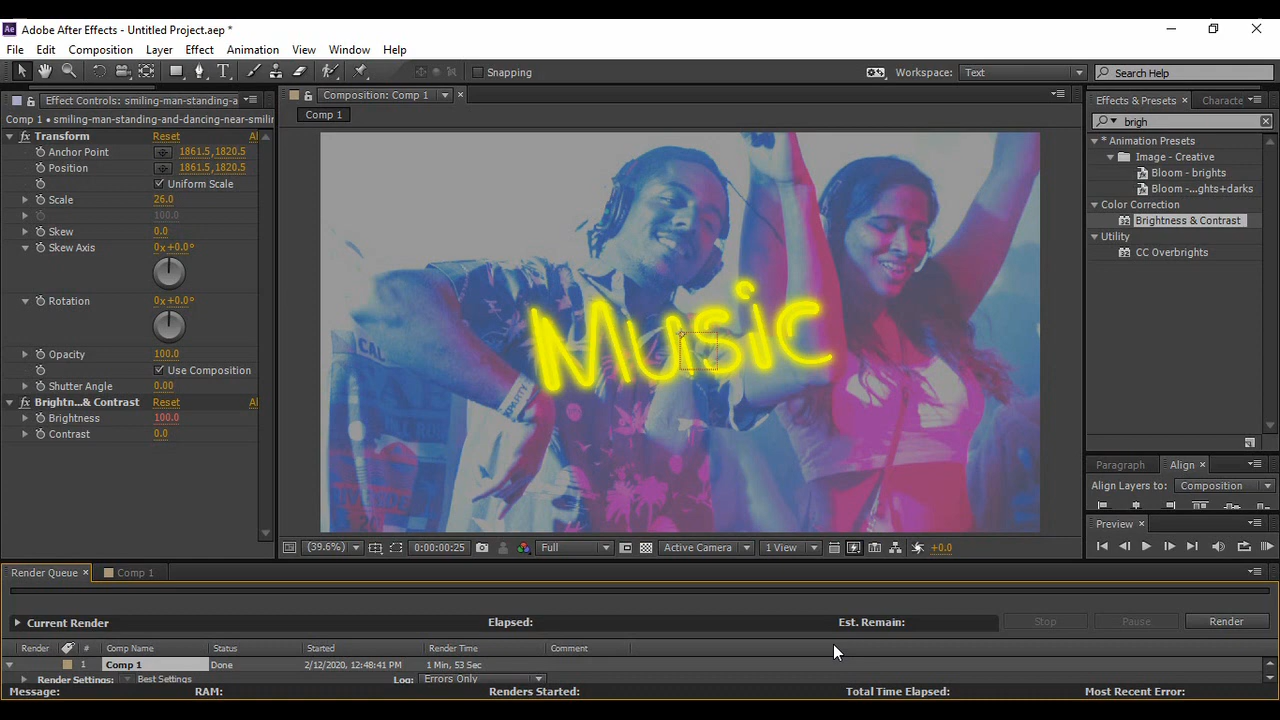 Ae Adobe After Effects - Untitled Project.aep *
File Edit Composition Layer Effect Animation View Window Help
T Snapping Workspace: Text Search Help
Effect Controls: smiling-man-standing-a
Comp 1 • smiling-man-standing-and-dancing-near-smilin
fx Transform Reset
Anchor Point 1861.5,1820.5
Position 1861.5,1820.5
Uniform Scale
Scale 26.0
100.0
Skew 0.0
Skew Axis 0x+0.0°
Rotation 0x+0.0°
Opacity 100.0
Use Composition
Shutter Angle 0.00
fx Brightn...& Contrast Reset
Brightness 100.0
Contrast 0.0
Composition: Comp 1
Comp 1
Music
CAL
(39.6%) 0:00:00:25 Full Active Camera 1 View +0.0
Effects & Presets Characte
brigh
* Animation Presets
Image - Creative
Bloom - brights
Bloom -...ghts+darks
Color Correction
Brightness & Contrast
Utility
CC Overbrights
Paragraph Align
Align Layers to: Composition
Preview
Render Queue Comp 1
Current Render Elapsed: Est. Remain: Stop Pause Render
Render # Comp Name Status Started Render Time Comment
1 Comp 1 Done 2/12/2020, 12:48:41 PM 1 Min, 53 Sec
Render Settings: Best Settings Log: Errors Only
Message: RAM: Renders Started: Total Time Elapsed: Most Recent Error: